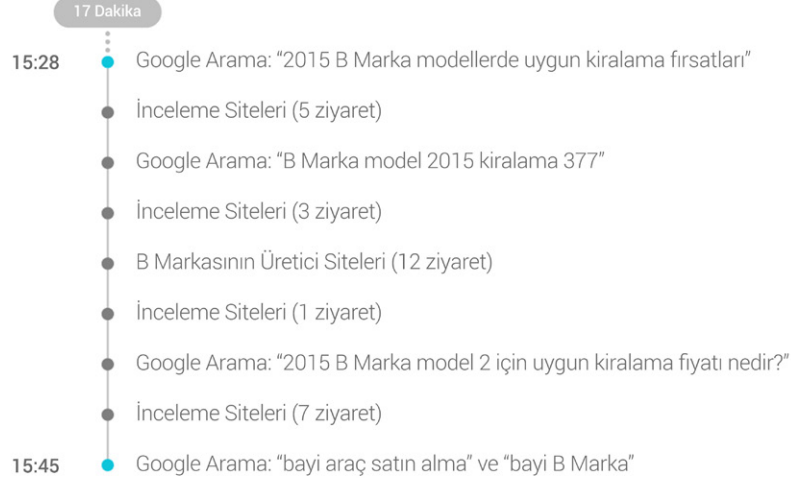 17 Dakika
15:28 Google Arama: “2015 B Marka modellerde uygun kiralama fırsatları”
İnceleme Siteleri (5 ziyaret)
Google Arama: “B Marka model 2015 kiralama 377”
İnceleme Siteleri (3 ziyaret)
B Markasının Üretici Siteleri (12 ziyaret)
İnceleme Siteleri (1 ziyaret)
Google Arama: “2015 B Marka model 2 için uygun kiralama fiyatı nedir?”
İnceleme Siteleri (7 ziyaret)
15:45 Google Arama: “bayi araç satın alma” ve “bayi B Marka”